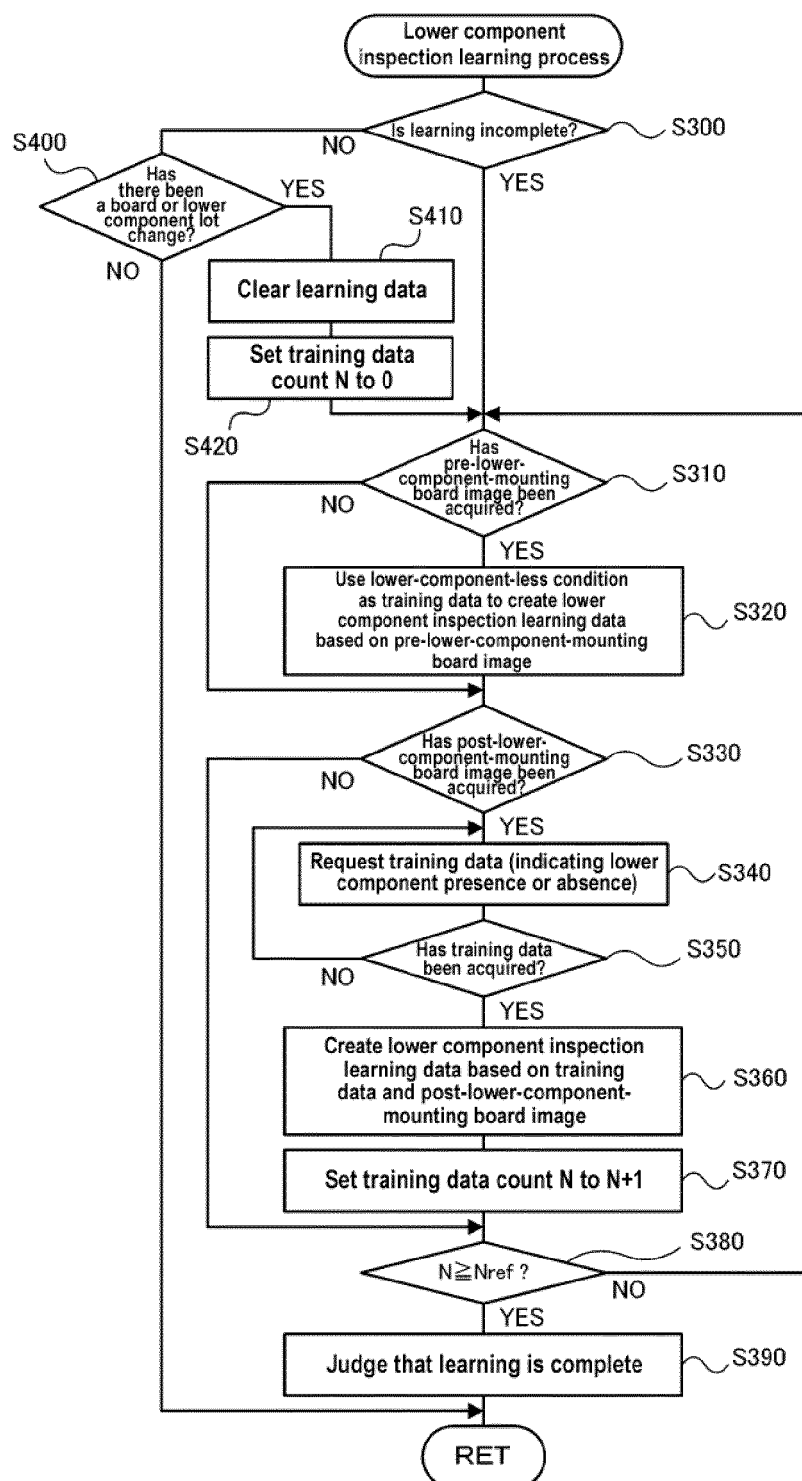 Lower component
inspection learning process
Is learning incomplete?
S300
NO
YES
S400
Has
there been
a board or lower
component lot
change?
YES
NO
S410
Clear learning data
Set training data
count N to 0
S420
Has
pre-lower-
component-mounting
board image been
acquired?
S310
NO
YES
Use lower-component-less condition
as training data to create lower
component inspection learning data
based on pre-lower-component-mounting
board image
S320
Has post-lower-
component-mounting
board image been
acquired?
S330
NO
YES
Request training data (indicating lower
component presence or absence)
S340
Has training data
been acquired?
S350
NO
YES
Create lower component inspection
learning data based on training
data and post-lower-component-
mounting board image
S360
Set training data count N to N+1
S370
N≧Nref ?
S380
NO
YES
Judge that learning is complete
S390
RET